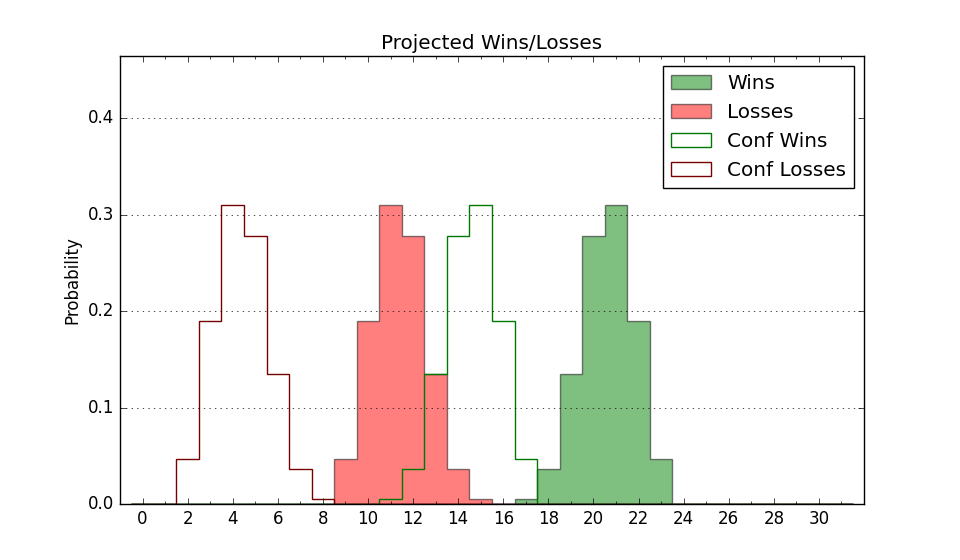 Projected Wins/Losses
Wins
Losses
Conf Wins
Conf Losses
Probability
0.4
0.3
0.2
0.1
0.0
0 2 4 6 8 10 12 14 16 18 20 22 24 26 28 30